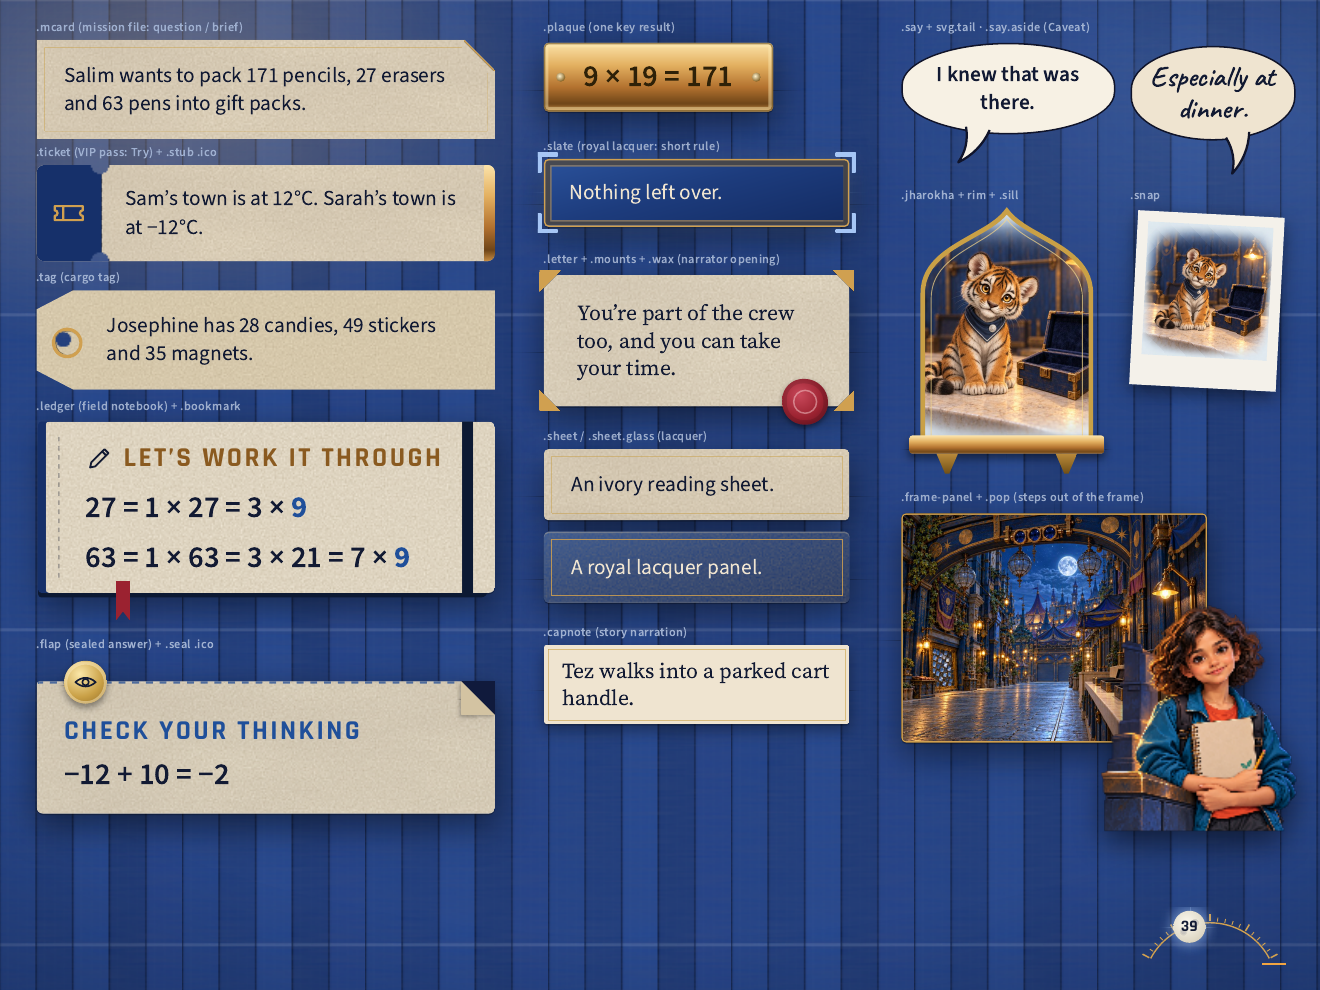 .mcard (mission file: question / brief)
Salim wants to pack 171 pencils, 27 erasers
and 63 pens into gift packs.
.ticket (VIP pass: Try) + .stub .ico
Sam’s town is at 12°C. Sarah’s town is
at −12°C.
.tag (cargo tag)
Josephine has 28 candies, 49 stickers
and 35 magnets.
.ledger (field notebook) + .bookmark
LET’S WORK IT THROUGH
27 = 1 × 27 = 3 × 9
63 = 1 × 63 = 3 × 21 = 7 × 9
.flap (sealed answer) + .seal .ico
CHECK YOUR THINKING
−12 + 10 = −2
.plaque (one key result)
9 × 19 = 171
.slate (royal lacquer: short rule)
Nothing left over.
.letter + .mounts + .wax (narrator opening)
You’re part of the crew
too, and you can take
your time.
.sheet / .sheet.glass (lacquer)
An ivory reading sheet.
A royal lacquer panel.
.capnote (story narration)
Tez walks into a parked cart
handle.
.say + svg.tail · .say.aside (Caveat)
I knew that was
there.
Especially at
dinner.
.jharokha + rim + .sill
.snap
.frame-panel + .pop (steps out of the frame)
39